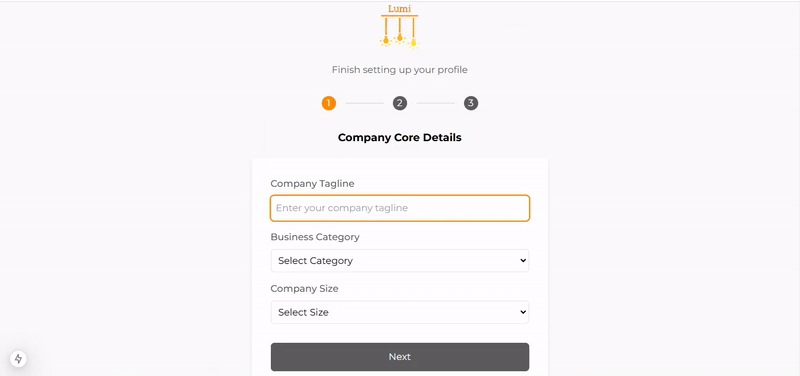 Lumi
Finish setting up your profile
1 2 3
Company Core Details
Company Tagline
Enter your company tagline
Business Category
Select Category
Company Size
Select Size
Next